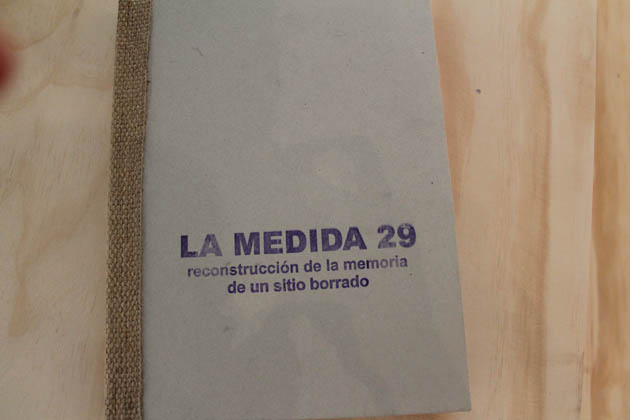 LA MEDIDA 29
reconstrucción de la memoria
de un sitio borrado